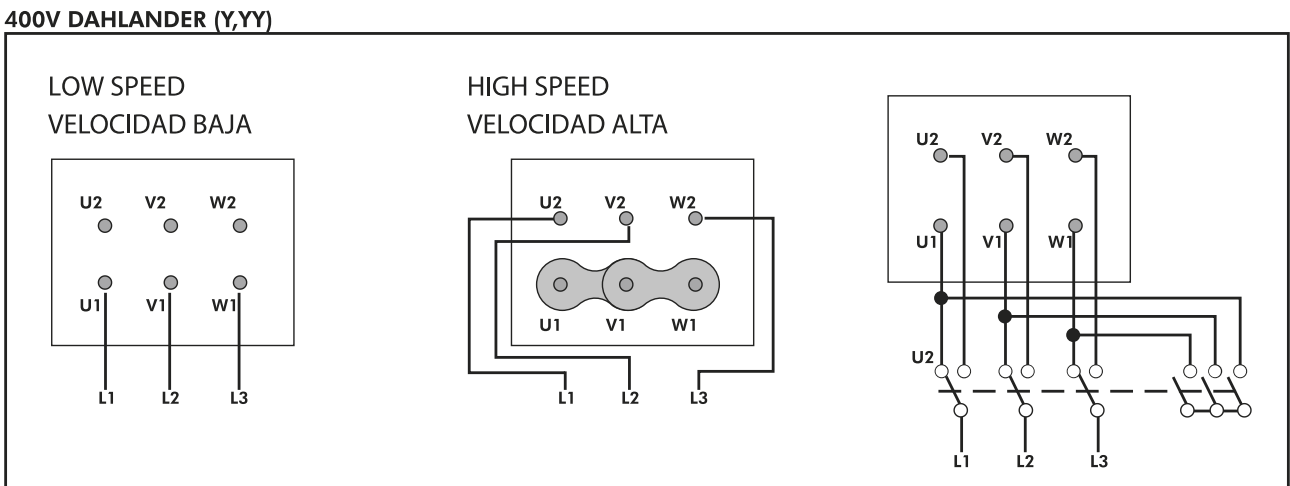 400V DAHLANDER (Y,YY)
LOW SPEED
VELOCIDAD BAJA
U2 V2 W2
U1 V1 W1
L1 L2 L3
HIGH SPEED
VELOCIDAD ALTA
U2 V2 W2
U1 V1 W1
L1 L2 L3
U2 V2 W2
U1 V1 W1
U2
L1 L2 L3